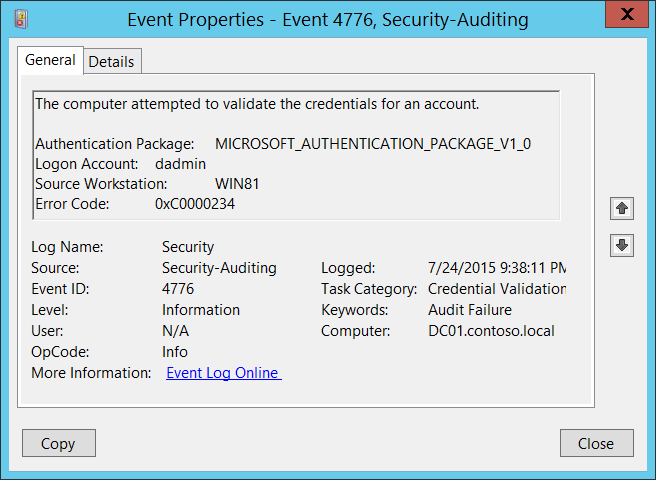 Event Properties - Event 4776, Security-Auditing
X
General Details
The computer attempted to validate the credentials for an account.
Authentication Package: MICROSOFT_AUTHENTICATION_PACKAGE_V1_0
Logon Account: dadmin
Source Workstation: WIN81
Error Code: 0xC0000234
Log Name: Security
Source: Security-Auditing Logged: 7/24/2015 9:38:11 PM
Event ID: 4776 Task Category: Credential Validation
Level: Information Keywords: Audit Failure
User: N/A Computer: DC01.contoso.local
OpCode: Info
More Information: Event Log Online
Copy Close